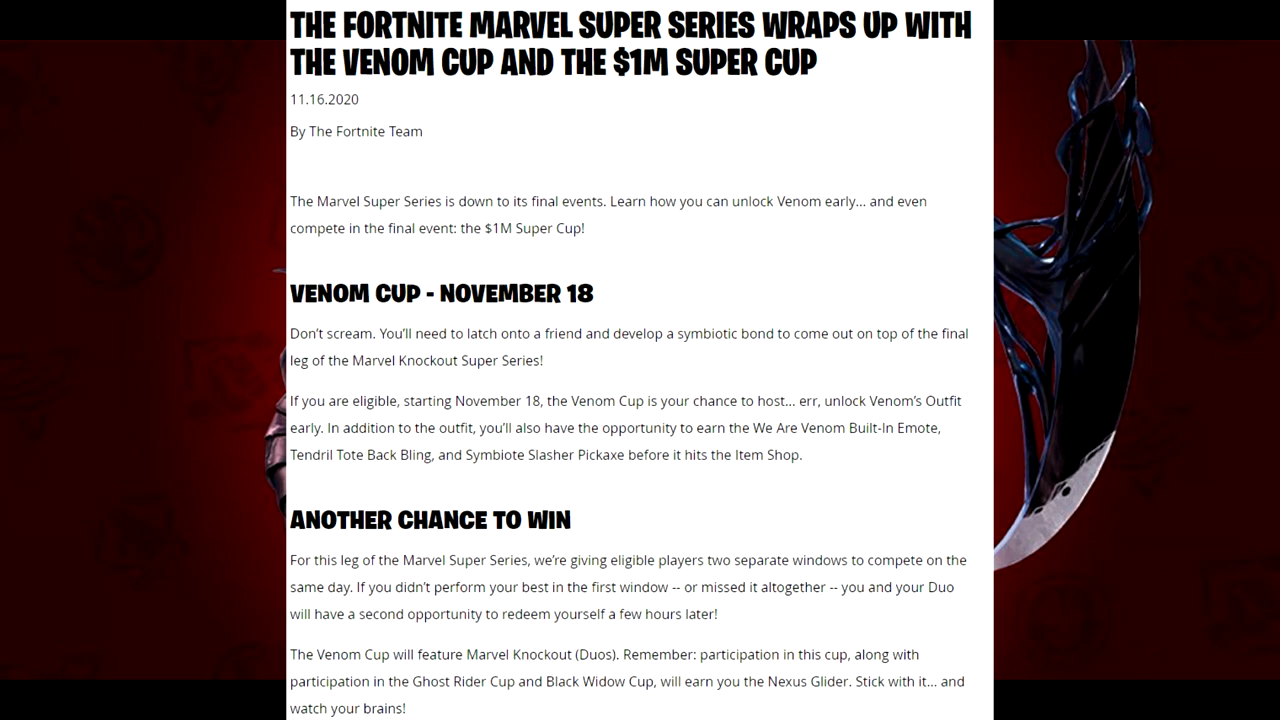 THE FORTNITE MARVEL SUPER SERIES WRAPS UP WITH
THE VENOM CUP AND THE $1M SUPER CUP
11.16.2020
By The Fortnite Team
The Marvel Super Series is down to its final events. Learn how you can unlock Venom early... and even
compete in the final event: the $1M Super Cup!
VENOM CUP - NOVEMBER 18
Don’t scream. You’ll need to latch onto a friend and develop a symbiotic bond to come out on top of the final
leg of the Marvel Knockout Super Series!
If you are eligible, starting November 18, the Venom Cup is your chance to host... err, unlock Venom’s Outfit
early. In addition to the outfit, you’ll also have the opportunity to earn the We Are Venom Built-In Emote,
Tendril Tote Back Bling, and Symbiote Slasher Pickaxe before it hits the Item Shop.
ANOTHER CHANCE TO WIN
For this leg of the Marvel Super Series, we’re giving eligible players two separate windows to compete on the
same day. If you didn’t perform your best in the first window -- or missed it altogether -- you and your Duo
will have a second opportunity to redeem yourself a few hours later!
The Venom Cup will feature Marvel Knockout (Duos). Remember: participation in this cup, along with
participation in the Ghost Rider Cup and Black Widow Cup, will earn you the Nexus Glider. Stick with it... and
watch your brains!